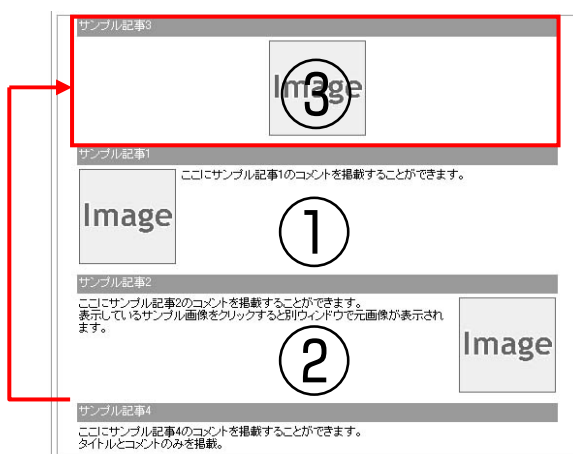 サンプル記事3
Image
③
サンプル記事1
ここにサンプル記事1のコメントを掲載することができます。
Image
①
サンプル記事2
ここにサンプル記事2のコメントを掲載することができます。
表示しているサンプル画像をクリックすると別ウィンドウで元画像が表示され
ます。
Image
②
サンプル記事4
ここにサンプル記事4のコメントを掲載することができます。
タイトルとコメントのみを掲載。